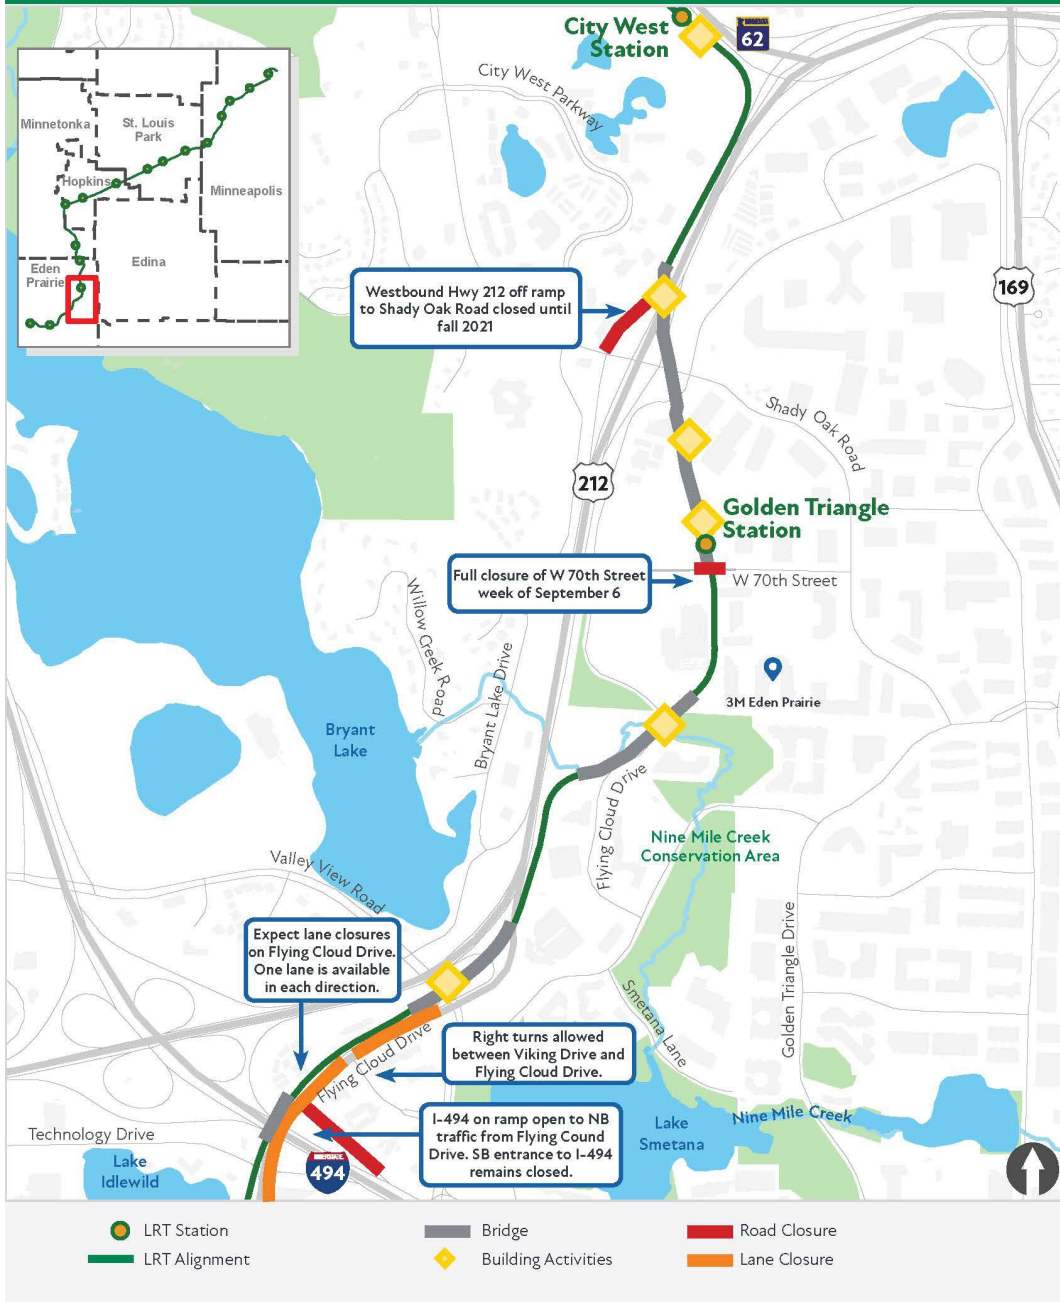 City West
Station
MINNESOTA
62
City West Parkway
Minnetonka
St. Louis
Park
Hopkins
Minneapolis
Eden
Prairie
Edina
169
Westbound Hwy 212 off ramp
to Shady Oak Road closed until
fall 2021
Shady Oak Road
212
Golden Triangle
Station
Full closure of W 70th Street
week of September 6
W 70th Street
Willow Creek Road
Bryant Lake Drive
3M Eden Prairie
Bryant
Lake
Flying Cloud Drive
Nine Mile Creek
Conservation Area
Valley View Road
Golden Triangle Drive
Expect lane closures
on Flying Cloud Drive.
One lane is available
in each direction.
Smetana Lane
Flying Cloud Drive
Right turns allowed
between Viking Drive and
Flying Cloud Drive.
I-494 on ramp open to NB
traffic from Flying Cound
Drive. SB entrance to I-494
remains closed.
Lake
Smetana
Nine Mile Creek
Technology Drive
Lake
Idlewild
INTERSTATE
494
LRT Station
Bridge
Road Closure
LRT Alignment
Building Activities
Lane Closure